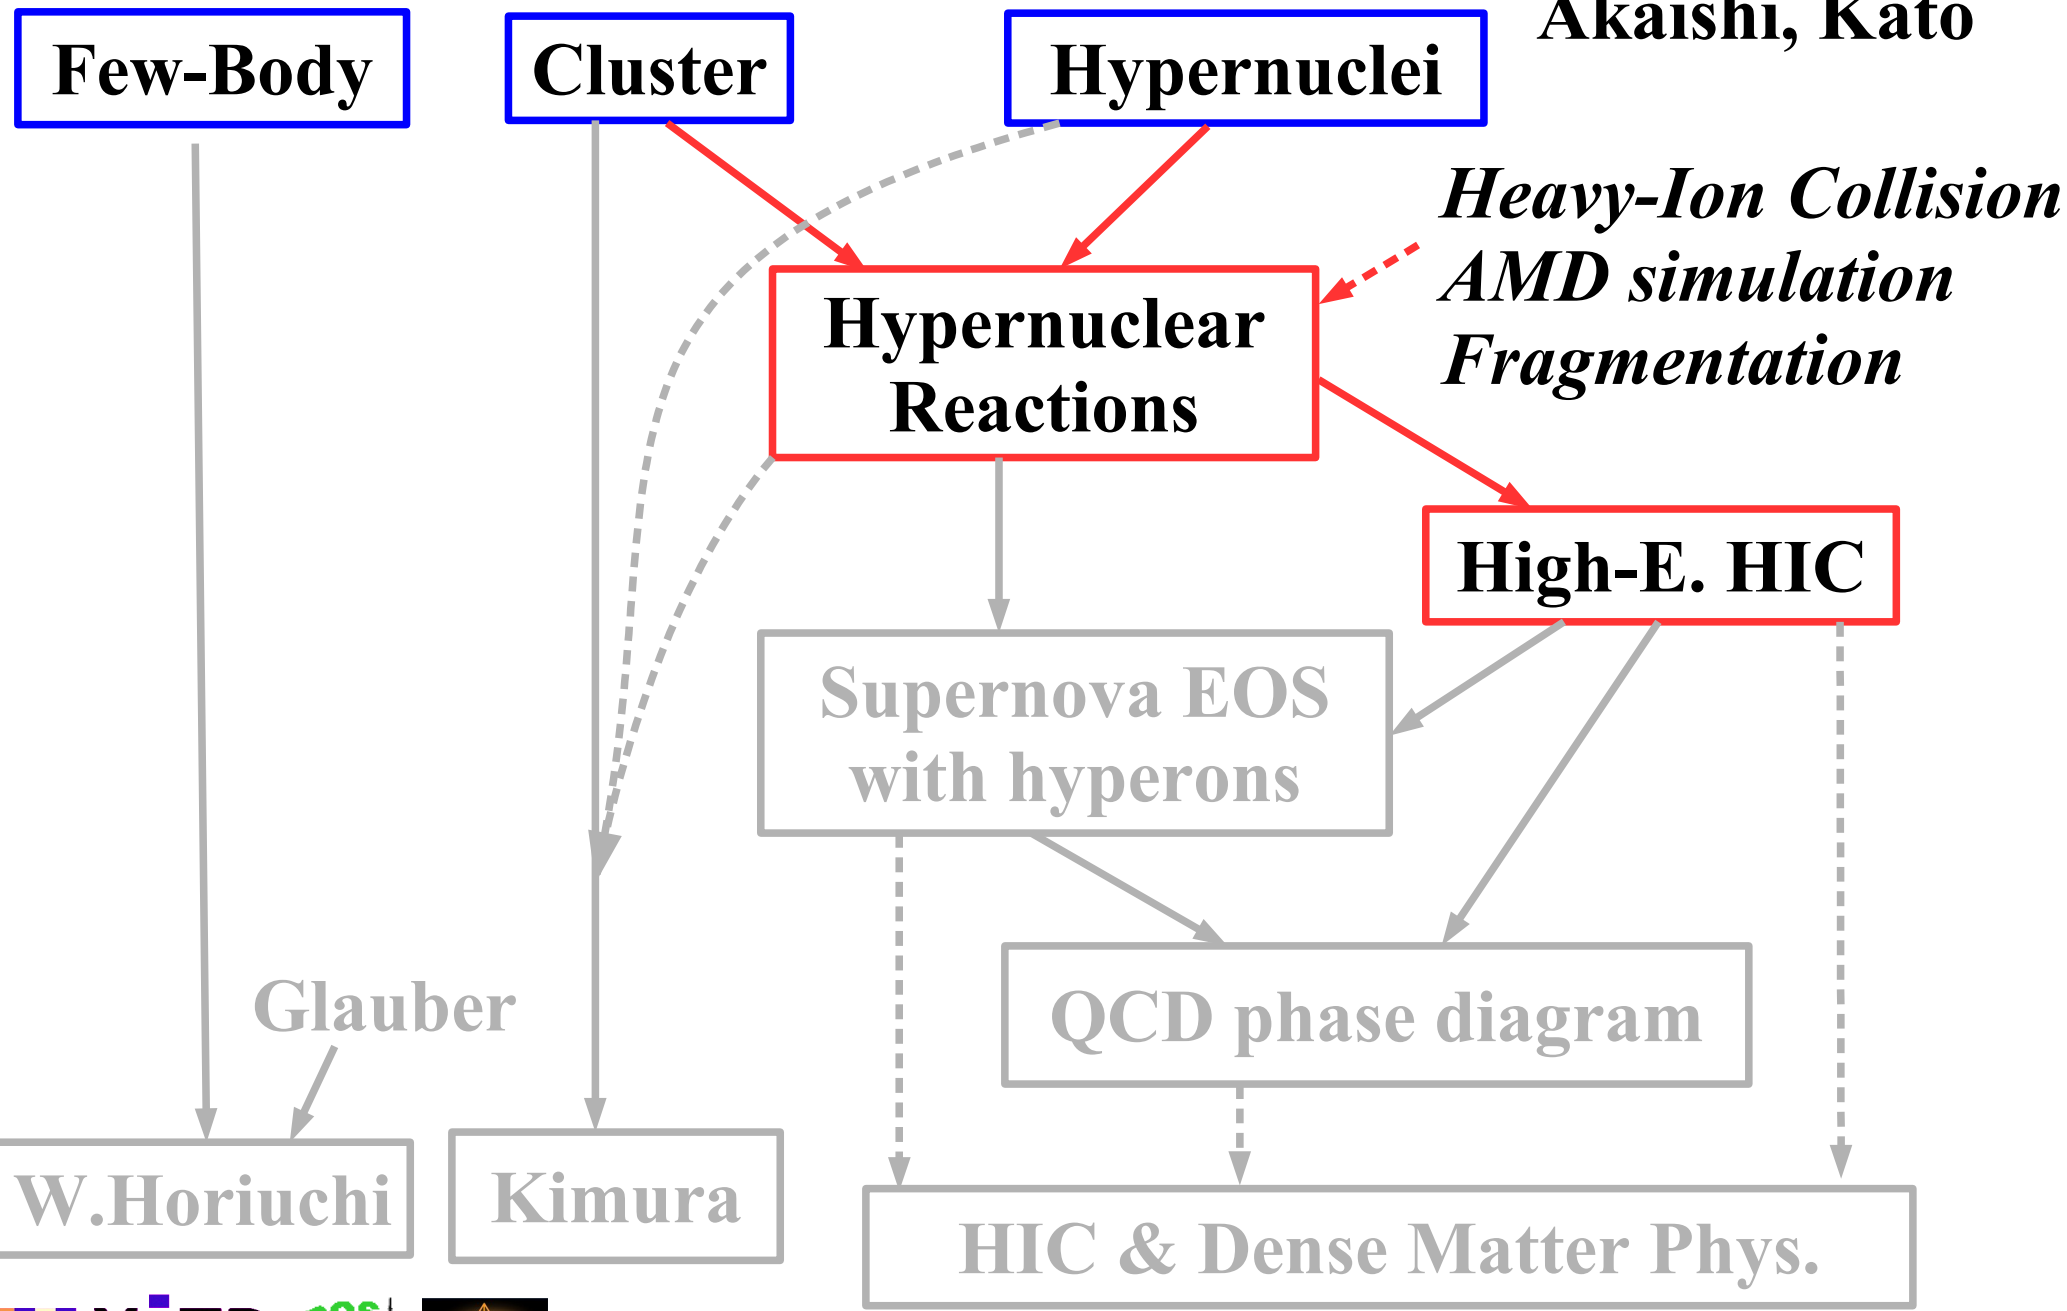 Akaishi, Kato
Few-Body
Cluster
Hypernuclei
Heavy-Ion Collision
AMD simulation
Fragmentation
Hypernuclear
Reactions
High-E. HIC
Supernova EOS
with hyperons
Glauber
QCD phase diagram
W.Horiuchi
Kimura
HIC & Dense Matter Phys.